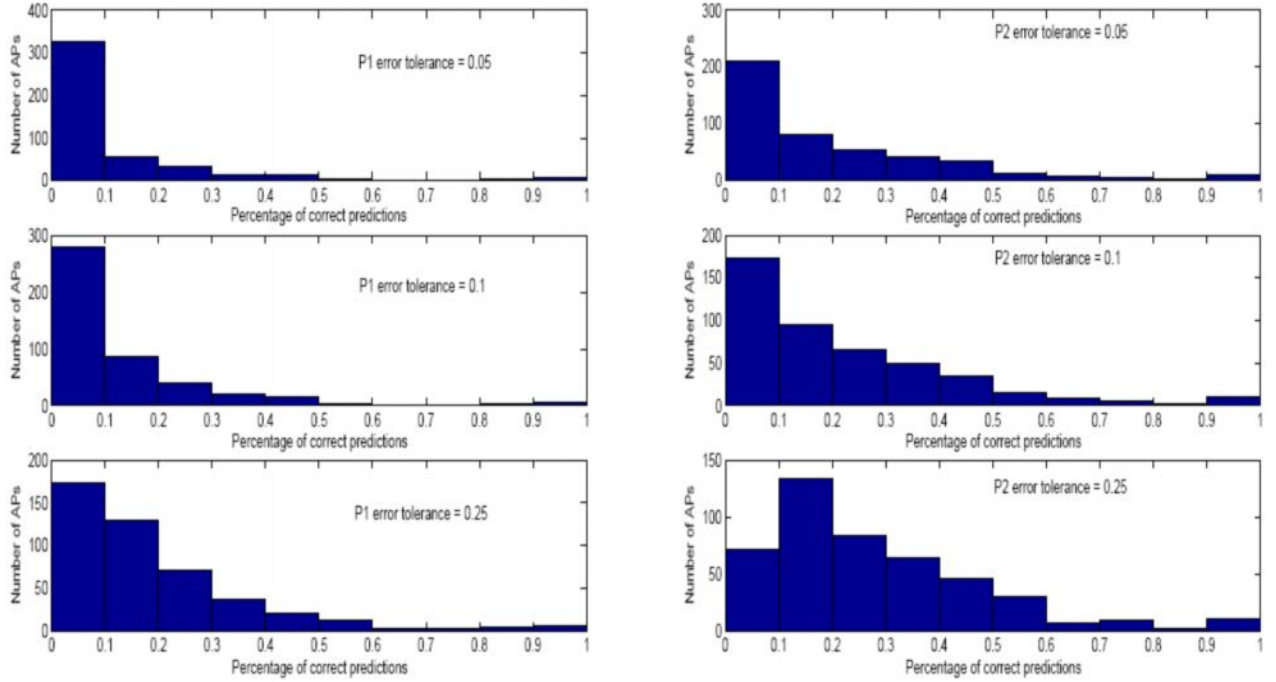 400
300
200
100
0
Number of APs
P1 error tolerance = 0.05
0 0.1 0.2 0.3 0.4 0.5 0.6 0.7 0.8 0.9 1
Percentage of correct predictions
300
200
100
0
Number of APs
P2 error tolerance = 0.05
0 0.1 0.2 0.3 0.4 0.5 0.6 0.7 0.8 0.9 1
Percentage of correct predictions
300
200
100
0
Number of APs
P1 error tolerance = 0.1
0 0.1 0.2 0.3 0.4 0.5 0.6 0.7 0.8 0.9 1
Percentage of correct predictions
200
150
100
50
0
Number of APs
P2 error tolerance = 0.1
0 0.1 0.2 0.3 0.4 0.5 0.6 0.7 0.8 0.9 1
Percentage of correct predictions
200
150
100
50
0
Number of APs
P1 error tolerance = 0.25
0 0.1 0.2 0.3 0.4 0.5 0.6 0.7 0.8 0.9 1
Percentage of correct predictions
150
100
50
0
Number of APs
P2 error tolerance = 0.25
0 0.1 0.2 0.3 0.4 0.5 0.6 0.7 0.8 0.9 1
Percentage of correct predictions